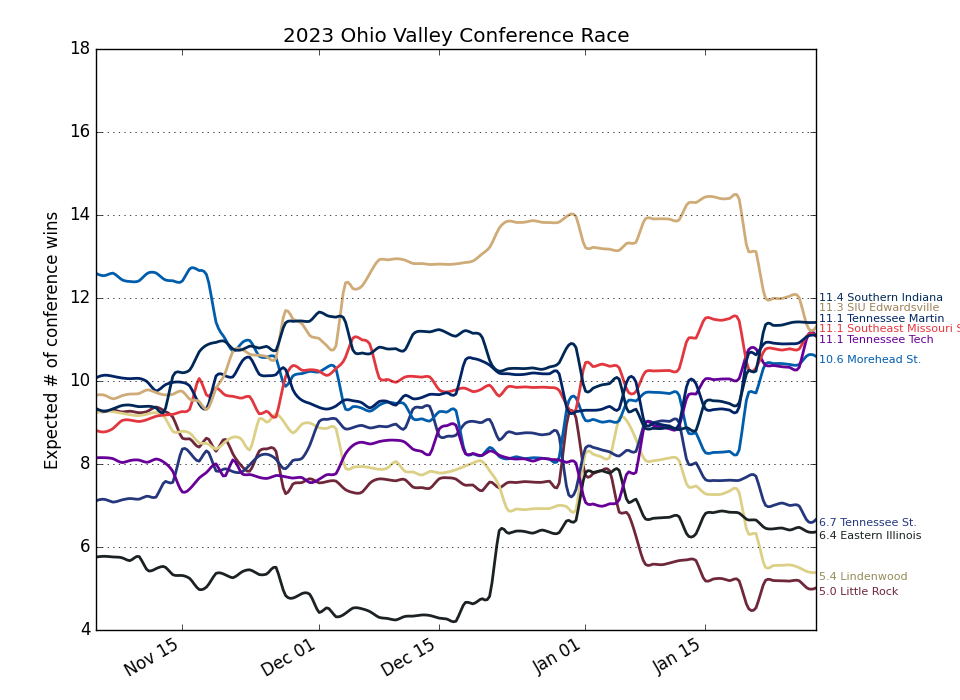 2023 Ohio Valley Conference Race
Expected # of conference wins
18
16
14
12
10
8
6
4
Nov 15
Dec 01
Dec 15
Jan 01
Jan 15
11.4 Southern Indiana
11.3 SIU Edwardsville
11.1 Tennessee Martin
11.1 Southeast Missouri S
11.1 Tennessee Tech
10.6 Morehead St.
6.7 Tennessee St.
6.4 Eastern Illinois
5.4 Lindenwood
5.0 Little Rock